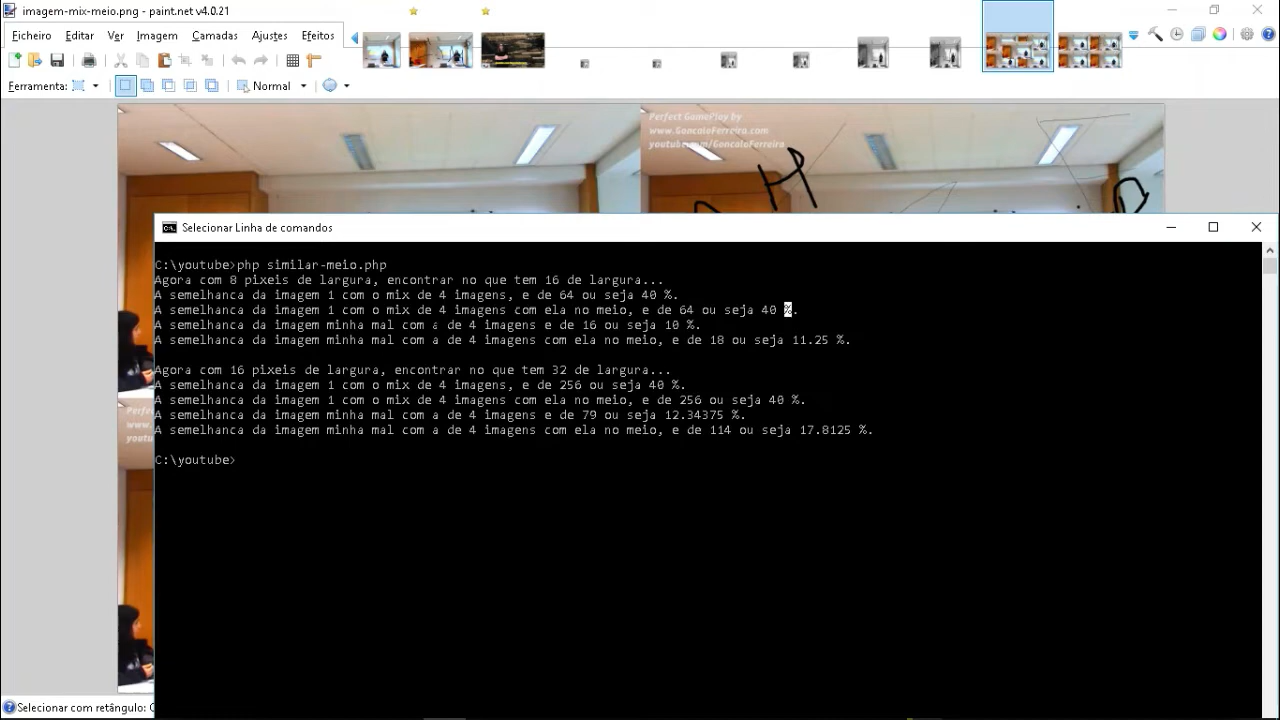 imagem-mix-meio.png - paint.net v4.0.21
Ficheiro Editar Ver Imagem Camadas Ajustes Efeitos
Ferramenta: Normal
Perfect GamePlay by
www.GoncaloFerreira.com
youtube.com/GoncaloFerreira
H
Selecionar Linha de comandos
C:\youtube>php similar-meio.php
Agora com 8 pixeis de largura, encontrar no que tem 16 de largura...
A semelhanca da imagem 1 com o mix de 4 imagens, e de 64 ou seja 40 %.
A semelhanca da imagem 1 com o mix de 4 imagens com ela no meio, e de 64 ou seja 40 %.
A semelhanca da imagem minha mal com a de 4 imagens e de 16 ou seja 10 %.
A semelhanca da imagem minha mal com a de 4 imagens com ela no meio, e de 18 ou seja 11.25 %.
Agora com 16 pixeis de largura, encontrar no que tem 32 de largura...
A semelhanca da imagem 1 com o mix de 4 imagens, e de 256 ou seja 40 %.
A semelhanca da imagem 1 com o mix de 4 imagens com ela no meio, e de 256 ou seja 40 %.
A semelhanca da imagem minha mal com a de 4 imagens e de 79 ou seja 12.34375 %.
A semelhanca da imagem minha mal com a de 4 imagens com ela no meio, e de 114 ou seja 17.8125 %.
C:\youtube>
Selecionar com retângulo: